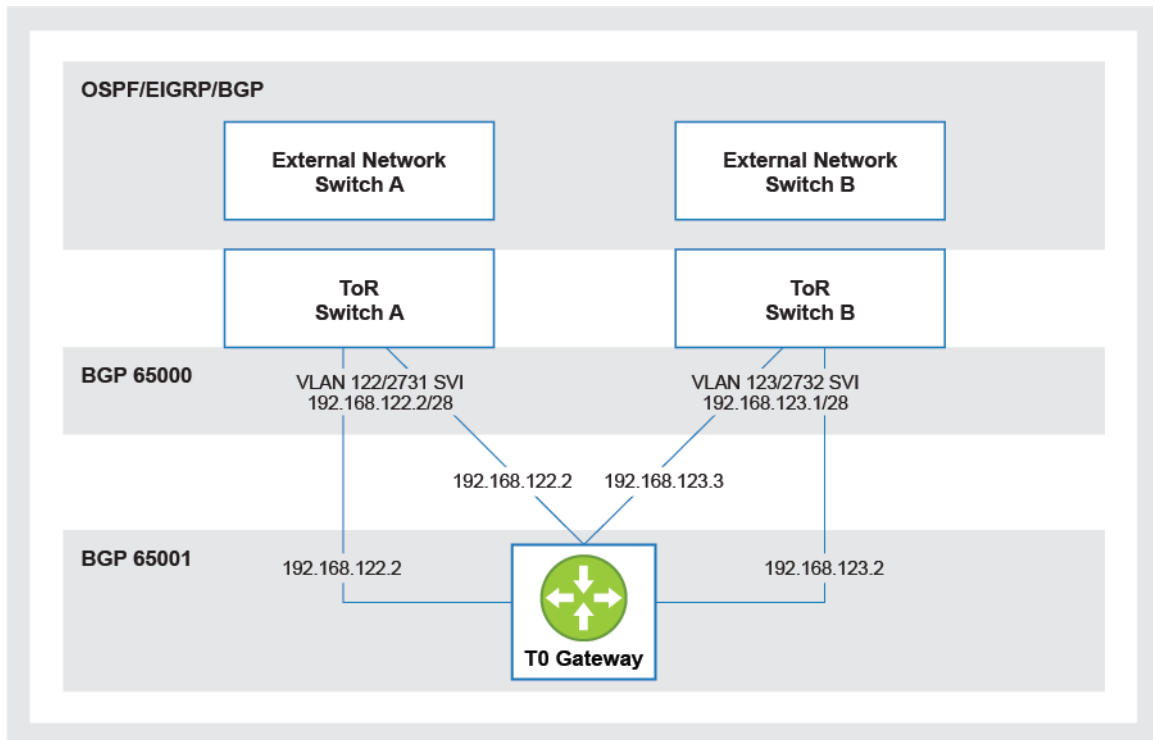 OSPF/EIGRP/BGP
External Network
Switch A
External Network
Switch B
ToR
Switch A
ToR
Switch B
BGP 65000
VLAN 122/2731 SVI
192.168.122.2/28
VLAN 123/2732 SVI
192.168.123.1/28
192.168.122.2
192.168.123.3
BGP 65001
192.168.122.2
192.168.123.2
T0 Gateway